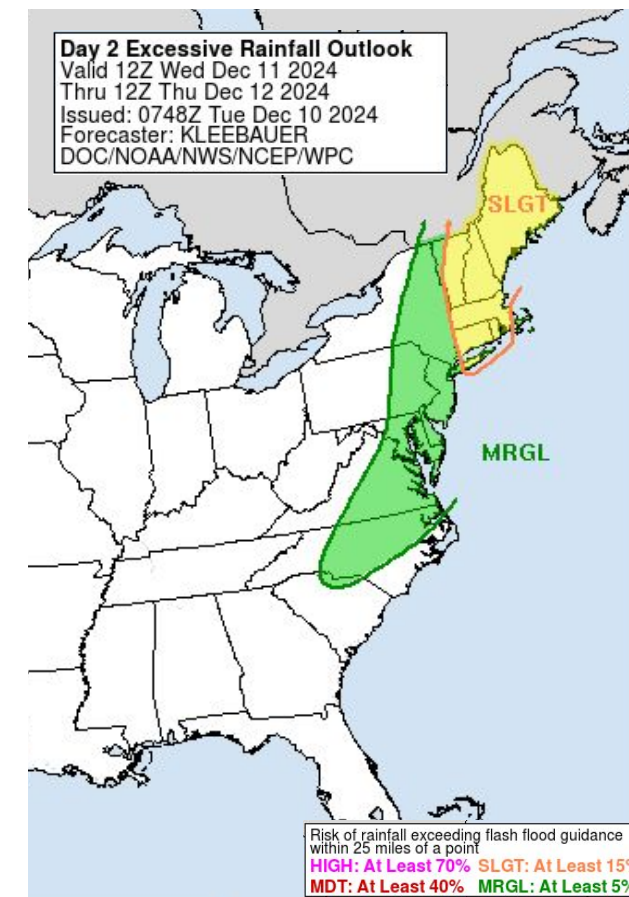 Day 2 Excessive Rainfall Outlook
Valid 12Z Wed Dec 11 2024
Thru 12Z Thu Dec 12 2024
Issued: 0748Z Tue Dec 10 2024
Forecaster: KLEEBAUER
DOC/NOAA/NWS/NCEP/WPC
SLGT
MRGL
Risk of rainfall exceeding flash flood guidance
within 25 miles of a point
HIGH: At Least 70% SLGT: At Least 15%
MDT: At Least 40% MRGL: At Least 5%